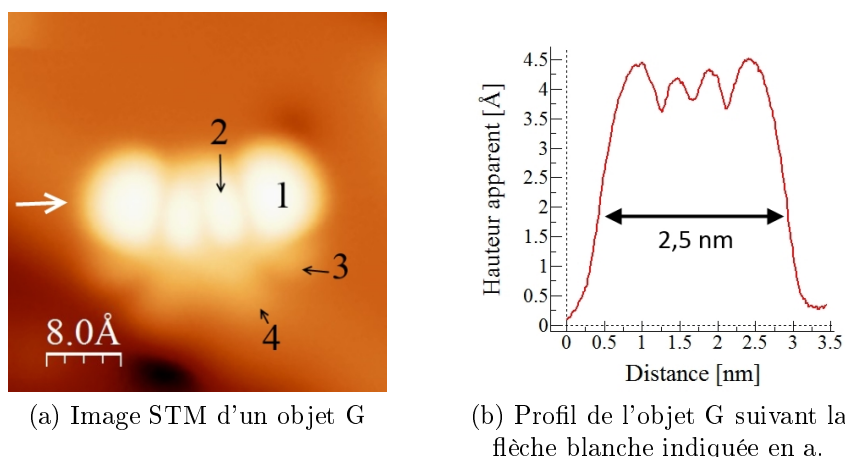 2
1
3
4
8.0Å
(a) Image STM d'un objet G
Hauteur apparent [Å]
4.5
4
3.5
3
2.5
2
1.5
1
0.5
0
2,5 nm
0 0.5 1 1.5 2 2.5 3 3.5
Distance [nm]
(b) Profil de l'objet G suivant la
flèche blanche indiquée en a.